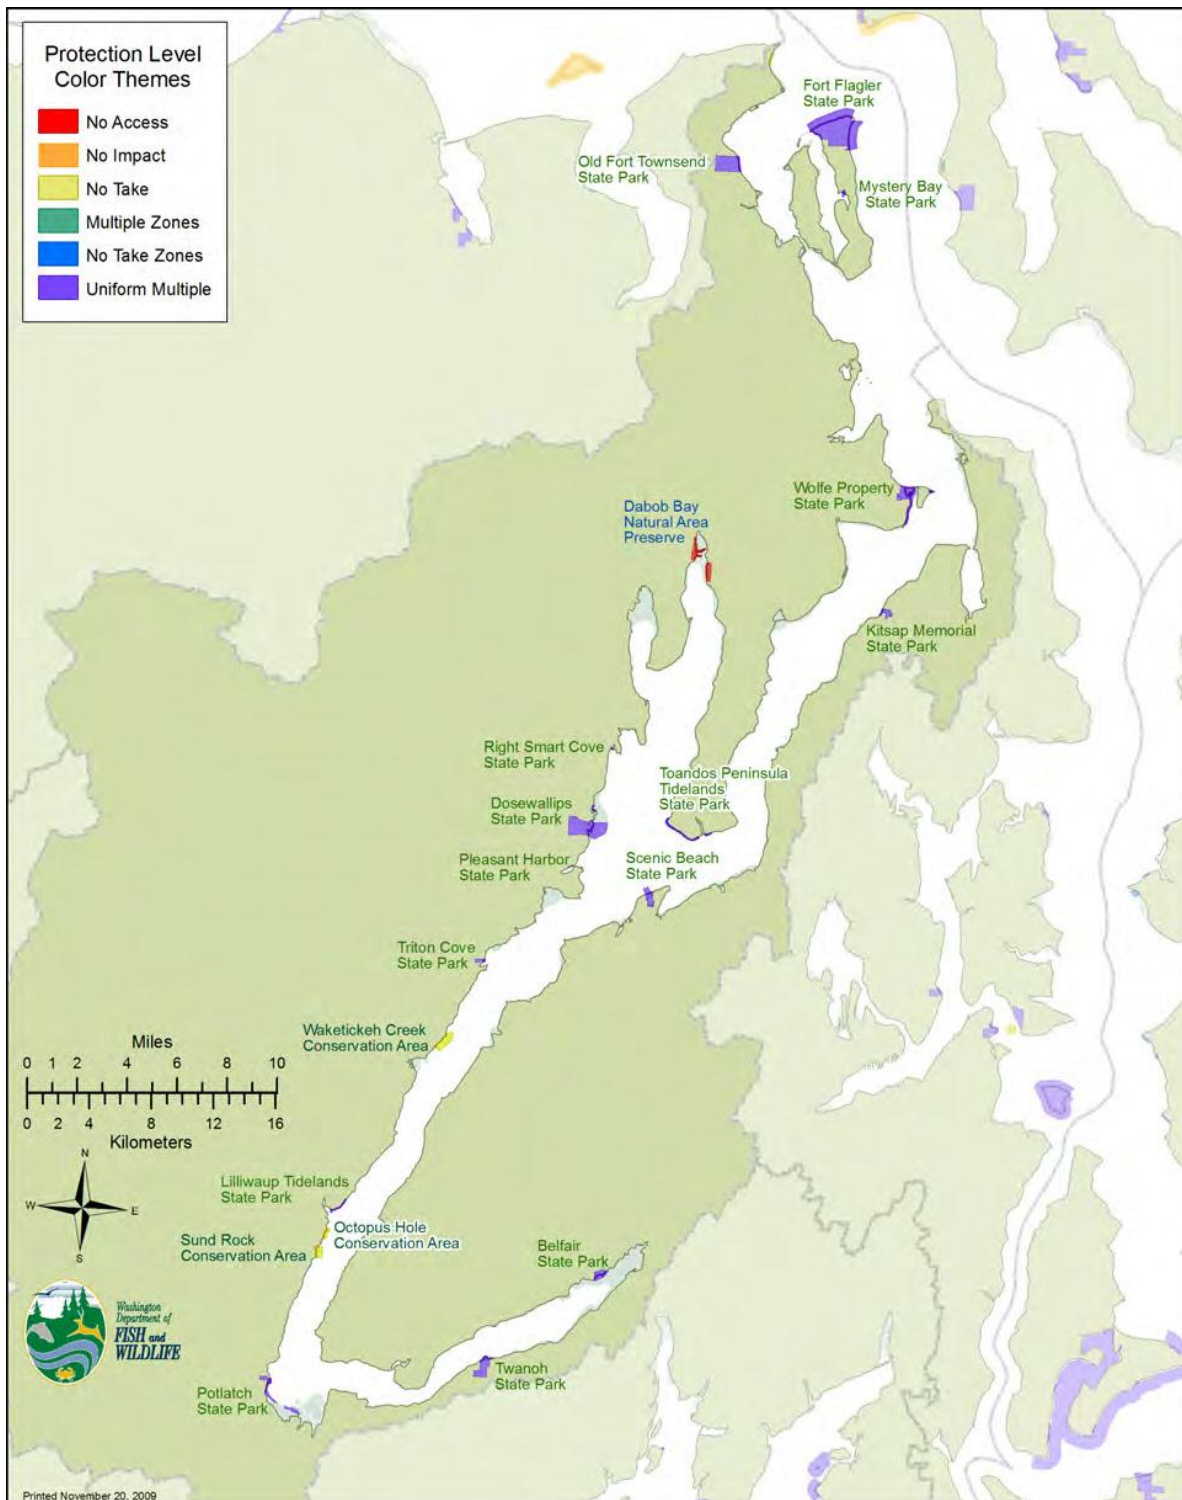 Protection Level
Color Themes
No Access
No Impact
No Take
Multiple Zones
No Take Zones
Uniform Multiple
Fort Flagler
State Park
Old Fort Townsend
State Park
Mystery Bay
State Park
Wolfe Property
State Park
Dabob Bay
Natural Area
Preserve
Kitsap Memorial
State Park
Right Smart Cove
State Park
Toandos Peninsula
Tidelands
State Park
Dosewallips
State Park
Pleasant Harbor
State Park
Scenic Beach
State Park
Triton Cove
State Park
Waketickeh Creek
Conservation Area
Miles
0 1 2 4 6 8 10
0 2 4 8 12 16
Kilometers
N
W
E
S
Lilliwaup Tidelands
State Park
Octopus Hole
Conservation Area
Sund Rock
Conservation Area
Belfair
State Park
Washington
Department of
FISH and
WILDLIFE
Twanoh
State Park
Potlatch
State Park
Printed November 20, 2009